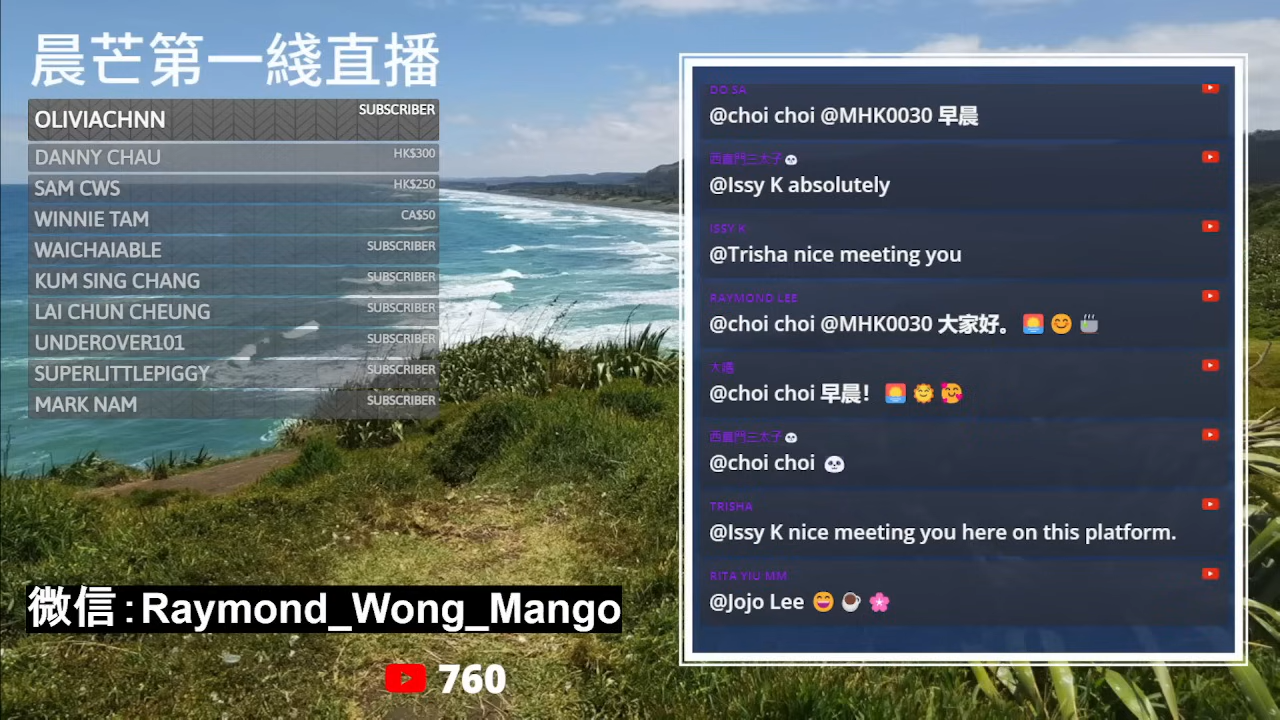 晨芒第一綫直播
OLIVIACHNN SUBSCRIBER
DANNY CHAU HK$300
SAM CWS HK$250
WINNIE TAM CA$50
WAICHAIABLE SUBSCRIBER
KUM SING CHANG SUBSCRIBER
LAI CHUN CHEUNG SUBSCRIBER
UNDEROVER101 SUBSCRIBER
SUPERLITTLEPIGGY SUBSCRIBER
MARK NAM SUBSCRIBER
微信:Raymond_Wong_Mango
760
DO SA
@choi choi @MHK0030 早晨
西直門三太子🐼
@Issy K absolutely
ISSY K
@Trisha nice meeting you
RAYMOND LEE
@choi choi @MHK0030 大家好。🌅 😊 🍵
@choi choi 早晨! 🌅 🌞 🥰
西直門三太子🐼
@choi choi 🐼
TRISHA
@Issy K nice meeting you here on this platform.
RITA YIU MM
@Jojo Lee 😄 ☕ 🌸